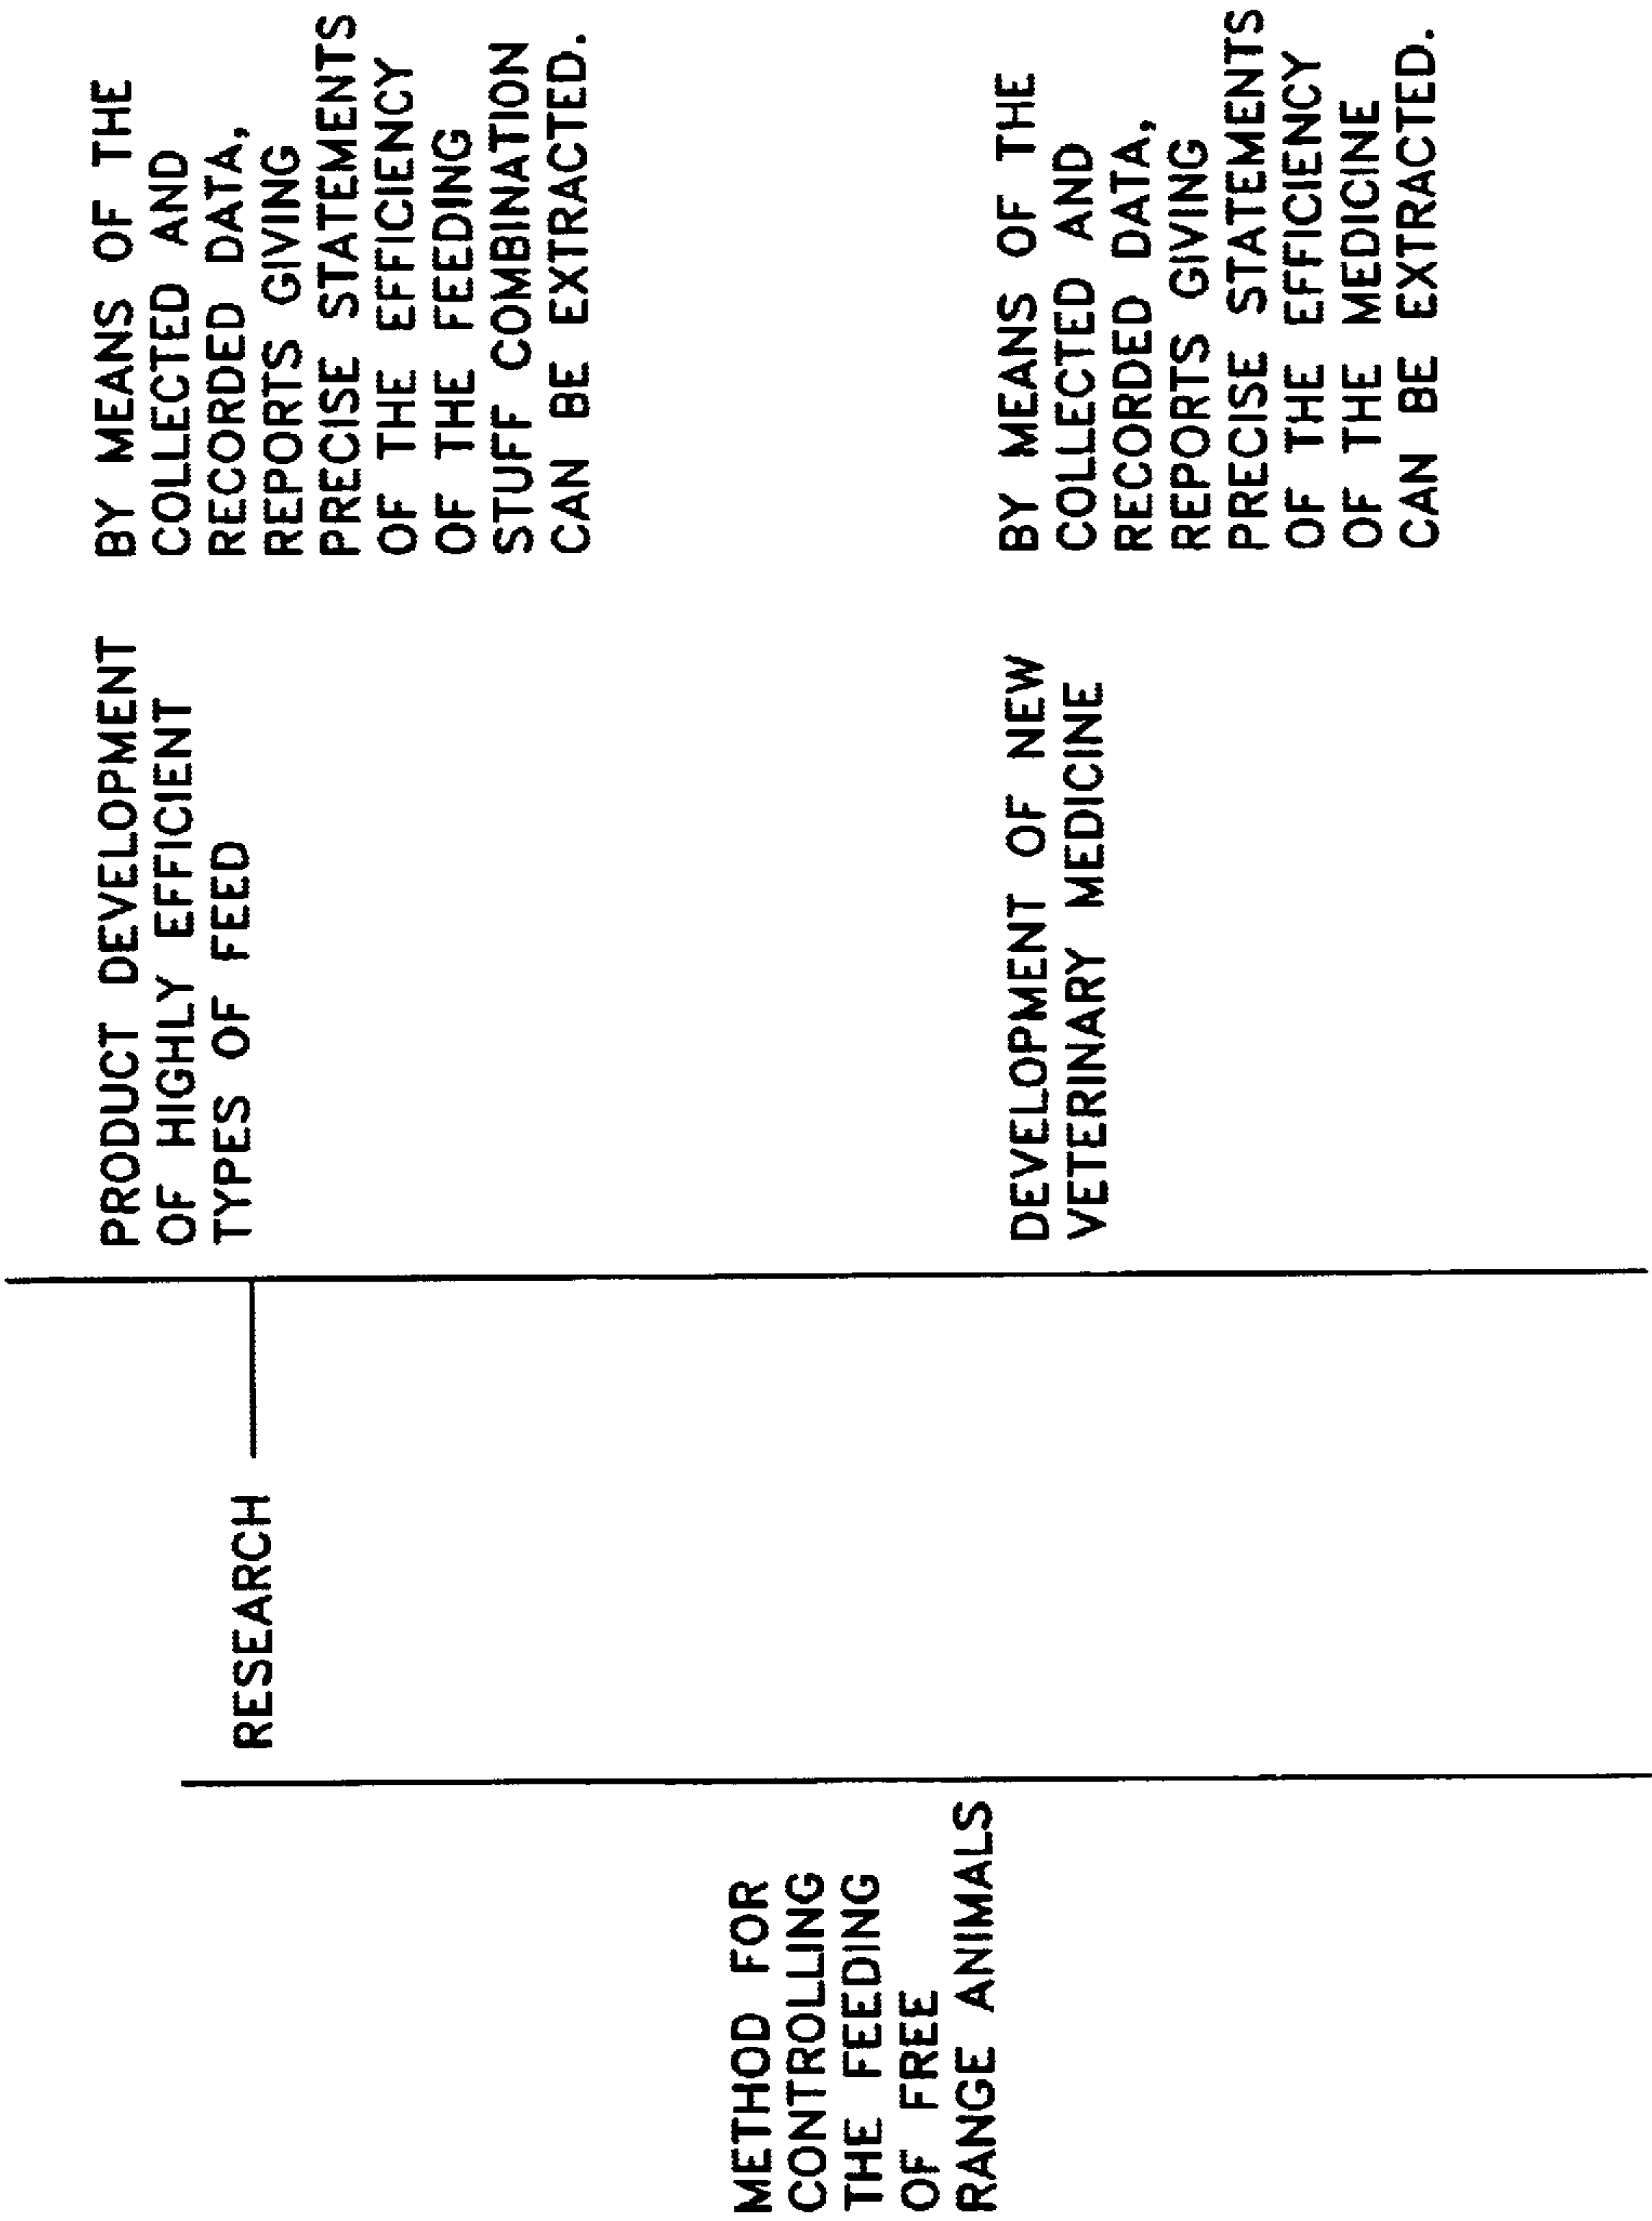 METHOD FOR
CONTROLLING
THE FEEDING
OF FREE
RANGE ANIMALS
RESEARCH
PRODUCT DEVELOPMENT
OF HIGHLY EFFICIENT
TYPES OF FEED
BY MEANS OF THE
COLLECTED AND
RECORDED DATA,
REPORTS GIVING
PRECISE STATEMENTS
OF THE EFFICIENCY
OF THE FEEDING
STUFF COMBINATION
CAN BE EXTRACTED.
DEVELOPMENT OF NEW
VETERINARY MEDICINE
BY MEANS OF THE
COLLECTED AND
RECORDED DATA,
REPORTS GIVING
PRECISE STATEMENTS
OF THE EFFICIENCY
OF THE MEDICINE
CAN BE EXTRACTED.